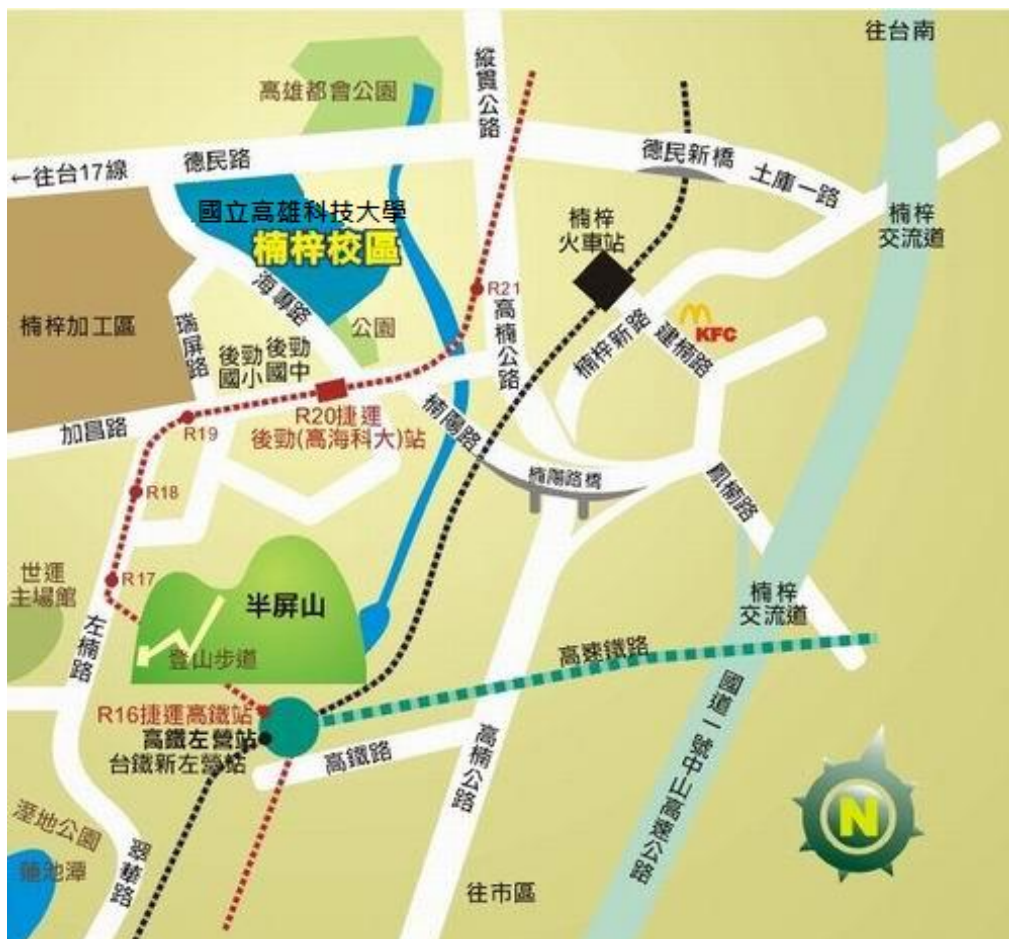 往台南
縱貫公路
高雄都會公園
德民路
←往台17線
德民新橋
土庫一路
國立高雄科技大學
楠梓校區
楠梓
火車站
楠梓
交流道
海專路
R21
高楠公路
楠梓加工區
瑞屏路
公園
後勁
國小
後勁
國中
楠梓新路
建楠路
KFC
加昌路
R19
R20捷運
後勁(高海科大)站
楠陽路
楠陽路橋
鳳楠路
R18
世運
主場館
R17
半屏山
楠梓
交流道
左楠路
登山步道
高速鐵路
R16捷運高鐵站
高鐵左營站
台鐵新左營站
高鐵路
高楠公路
國道一號中山高速公路
N
溼地公園
蓮池潭
翠華路
往市區